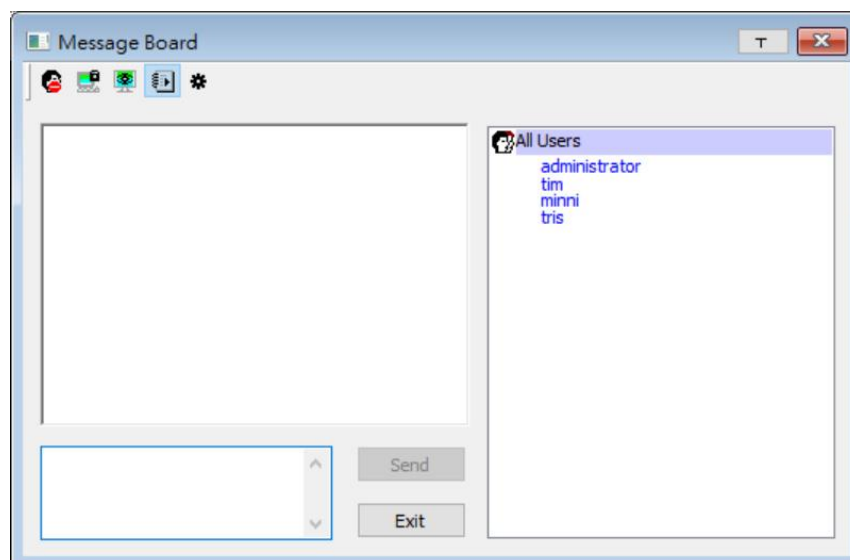 Message Board
All Users
administrator
tim
minni
tris
Send
Exit